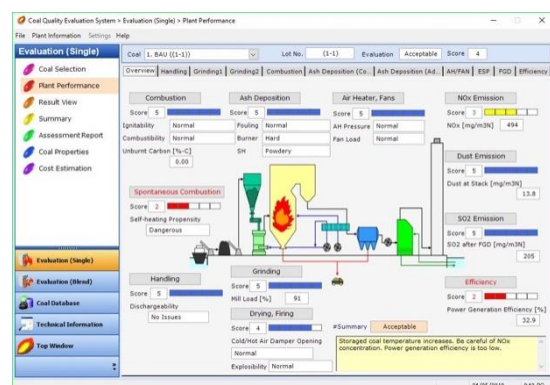 Coal Quality Evaluation System > Evaluation (Single) > Plant Performance
File Plant Information Settings Help
Evaluation (Single)
Coal Selection
Plant Performance
Result View
Summary
Assessment Report
Coal Properties
Cost Estimation
Evaluation (Single)
Evaluation (Blend)
Coal Database
Technical Information
Top Window
Coal 1. BAU ((1-1)) Lot No. (1-1) Evaluation Acceptable Score 4
Overview Handling Grinding1 Grinding2 Combustion Ash Deposition (Co... Ash Deposition (Ad... AH/FAN ESP FGD Efficiency
Combustion
Score 5
Ignitability Normal
Combustibility Normal
Unburnt Carbon [%-C]
0.09
Ash Deposition
Score 5
Fouling Normal
Burner Hard
SH Powdery
Air Heater, Fans
Score 5
AH Pressure Normal
Fan Load Normal
NOx Emission
Score 3
NOx [mg/m3N] 494
Dust Emission
Score 5
Dust at Stack [mg/m3N]
13.8
SO2 Emission
Score 5
SO2 after FGD [mg/m3N]
205
Spontaneous Combustion
Score 2
Self-heating Propensity
Dangerous
Handling
Score 5
Dischargeability
No Issues
Grinding
Score 5
Mill Load [%] 91
Drying, Firing
Score 4
Cold/Hot Air Damper Opening
Normal
Explosibility Normal
Efficiency
Score 2
Power Generation Efficiency [%]
32.9
#Summary Acceptable
Storaged coal temperature increases. Be careful of NOx
concentration. Power generation efficiency is too low.